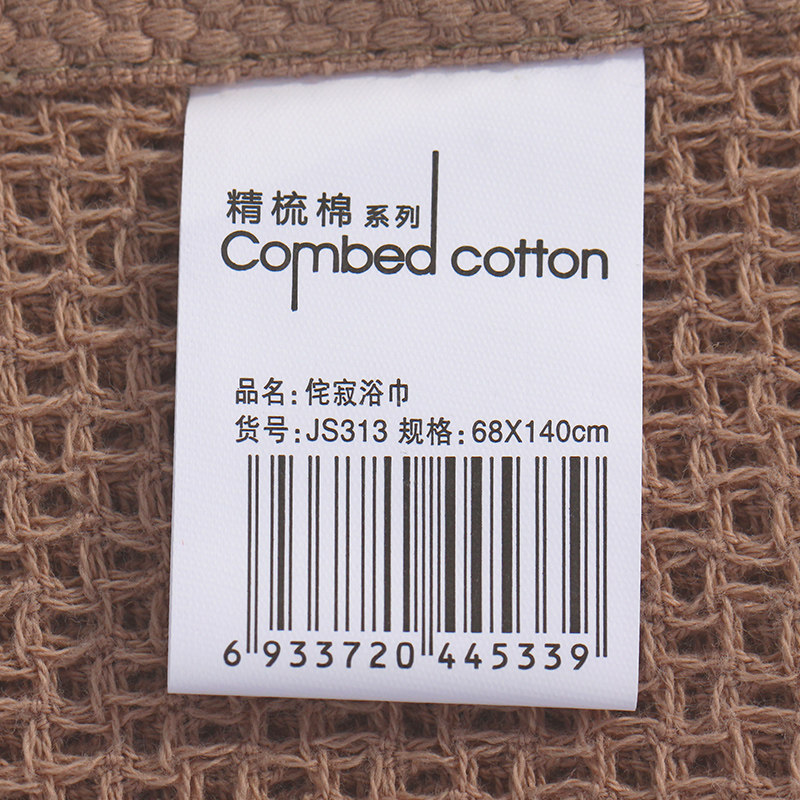 精梳棉 系列
Combed cotton
品名:侘寂浴巾
货号:JS313 规格:68X140cm
6 933720 445339